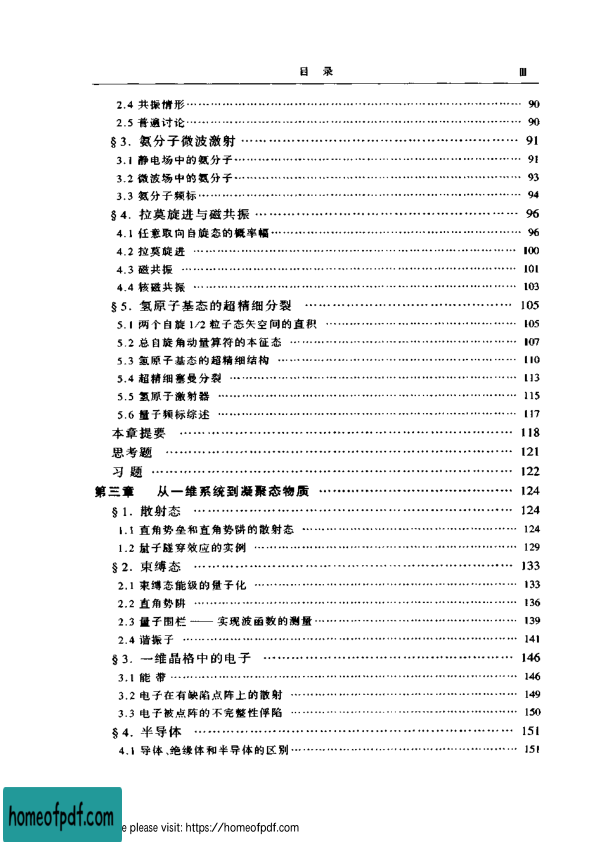 目 录 Ⅲ
2.4 共振情形 …… 90
2.5 普遍讨论 …… 90
§3. 氨分子微波激射 …… 91
3.1 静电场中的氨分子 …… 91
3.2 微波场中的氨分子 …… 93
3.3 氨分子频标 …… 94
§4. 拉莫旋进与磁共振 …… 96
4.1 任意取向自旋态的概率幅 …… 96
4.2 拉莫旋进 …… 100
4.3 磁共振 …… 101
4.4 核磁共振 …… 103
§5. 氢原子基态的超精细分裂 …… 105
5.1 两个自旋1/2粒子态矢空间的直积 …… 105
5.2 总自旋角动量算符的本征态 …… 107
5.3 氢原子基态的超精细结构 …… 110
5.4 超精细塞曼分裂 …… 113
5.5 氢原子激射器 …… 115
5.6 量子频标综述 …… 117
本章提要 …… 118
思考题 …… 121
习 题 …… 122
第三章 从一维系统到凝聚态物质 …… 124
§1. 散射态 …… 124
1.1 直角势垒和直角势阱的散射态 …… 124
1.2 量子隧穿效应的实例 …… 129
§2. 束缚态 …… 133
2.1 束缚态能级的量子化 …… 133
2.2 直角势阱 …… 136
2.3 量子围栏 —— 实现波函数的测量 …… 139
2.4 谐振子 …… 141
§3. 一维晶格中的电子 …… 146
3.1 能 带 …… 146
3.2 电子在有缺陷点阵上的散射 …… 149
3.3 电子被点阵的不完整性俘陷 …… 150
§4. 半导体 …… 151
4.1 导体、绝缘体和半导体的区别 …… 151
homeofpdf.com
e please visit: https://homeofpdf.com